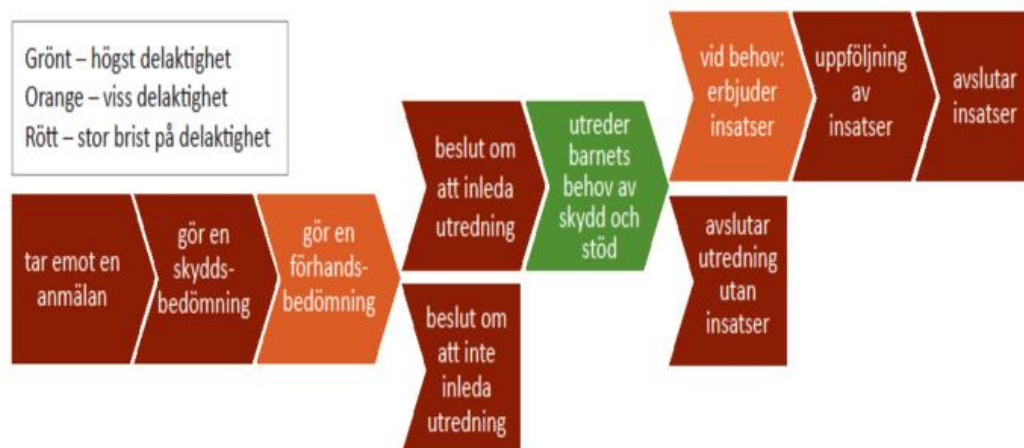 Grönt – högst delaktighet
Orange – viss delaktighet
Rött – stor brist på delaktighet
tar emot en
anmälan
gör en
skydds-
bedömning
gör en
förhands-
bedömning
beslut om
att inleda
utredning
beslut om
att inte
inleda
utredning
utreder
barnets
behov av
skydd och
stöd
vid behov:
erbjuder
insatser
avslutar
utredning
utan
insatser
uppföljning
av
insatser
avslutar
insatser